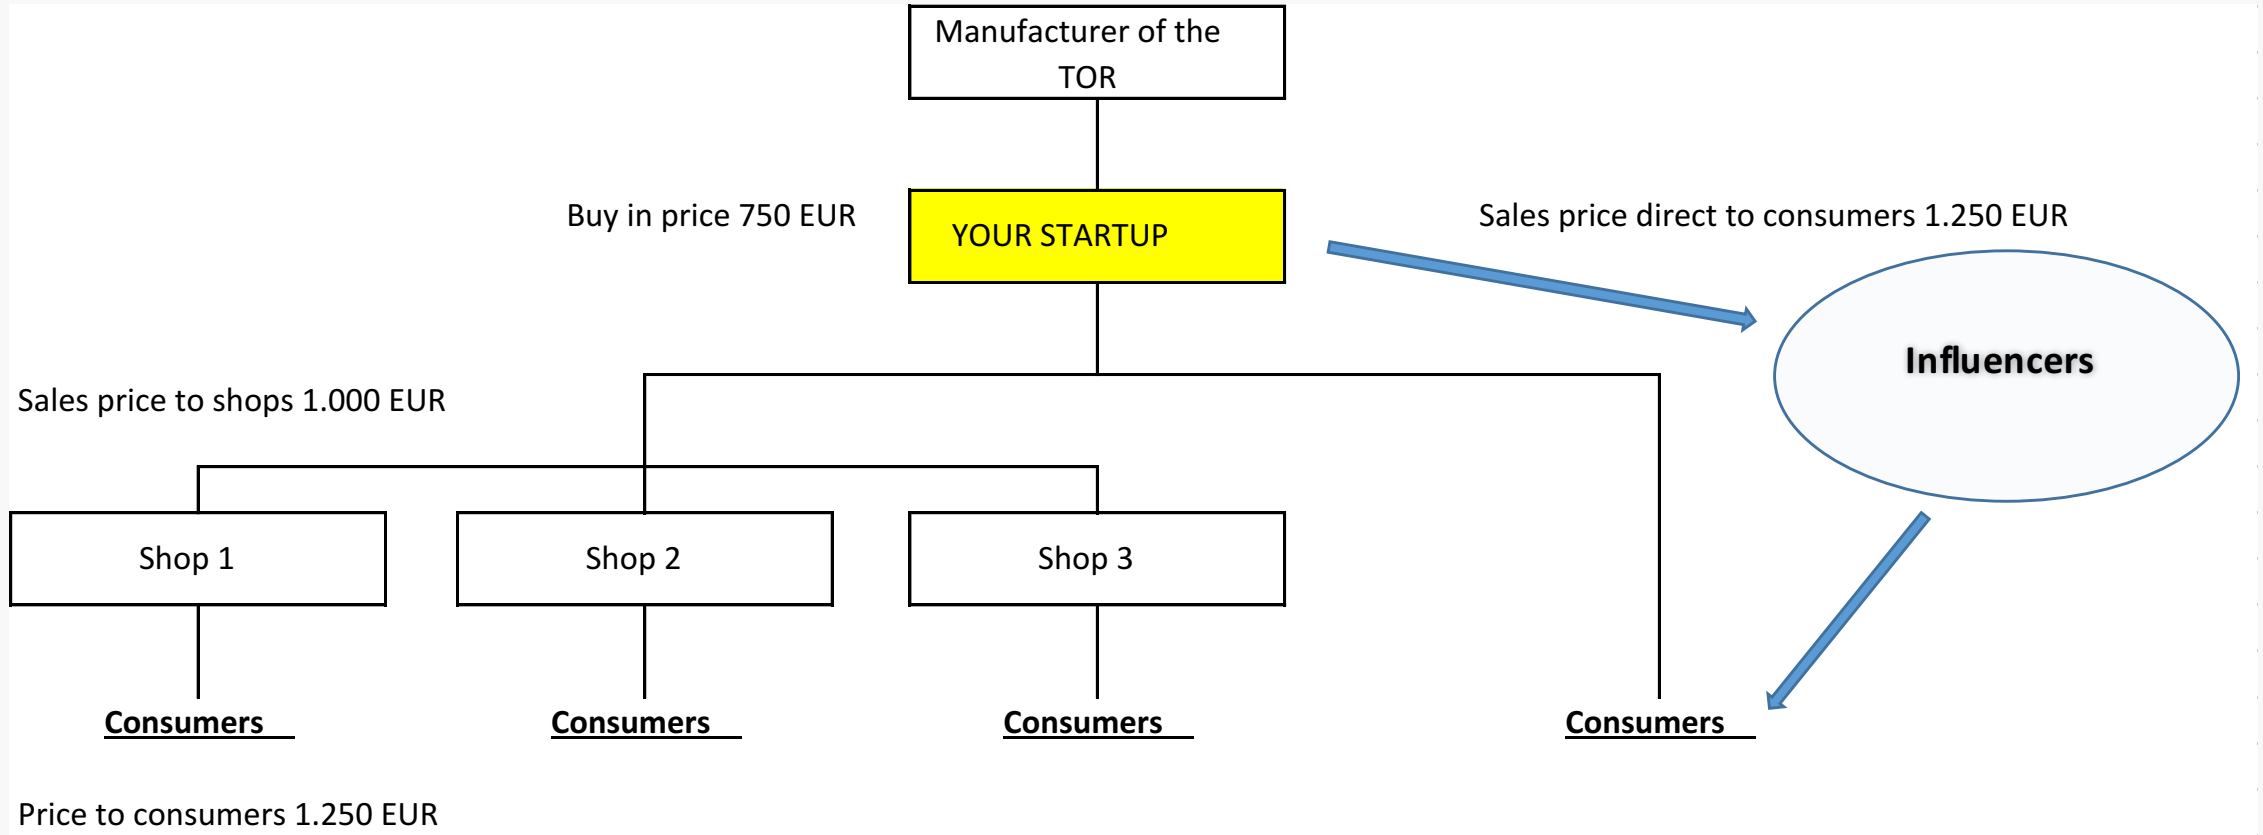 Manufacturer of the
TOR
Buy in price 750 EUR
YOUR STARTUP
Sales price direct to consumers 1.250 EUR
Influencers
Sales price to shops 1.000 EUR
Shop 1
Shop 2
Shop 3
Consumers
Consumers
Consumers
Consumers
Price to consumers 1.250 EUR